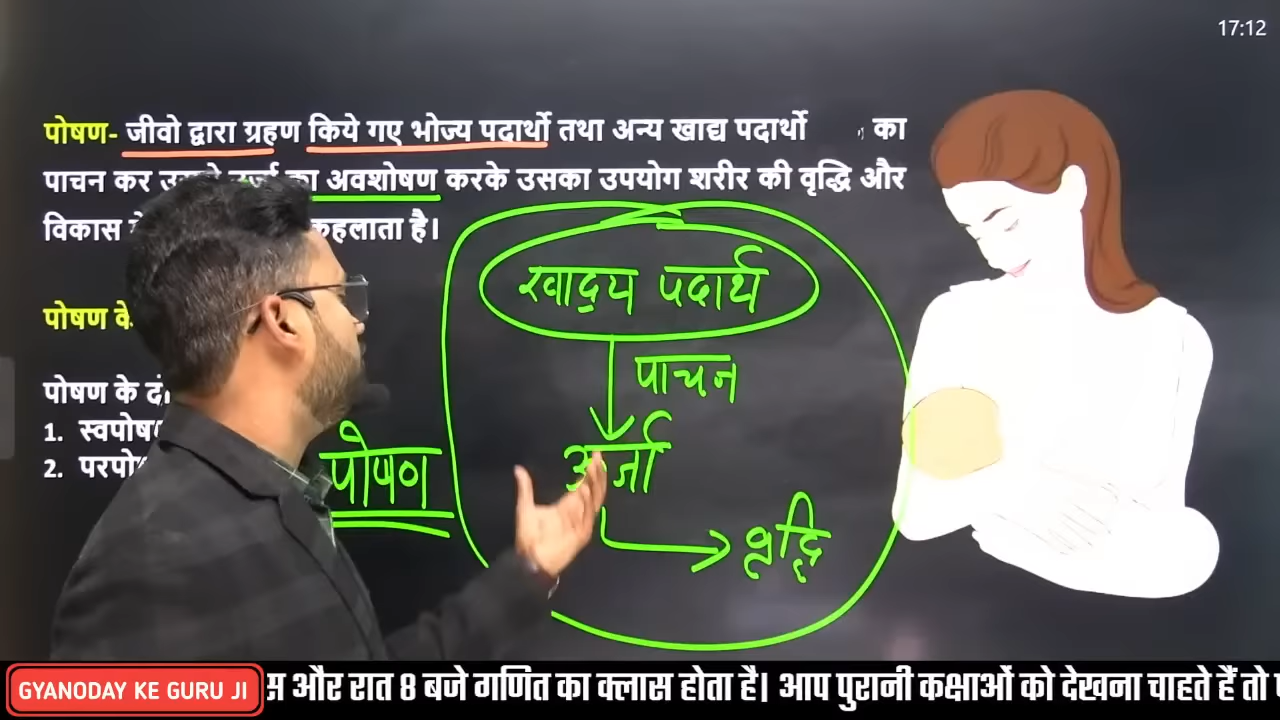 17:12
पोषण- जीवो द्वारा ग्रहण किये गए भोज्य पदार्थो तथा अन्य खाद्य पदार्थो का
पाचन कर का अवशोषण करके उसका उपयोग शरीर की वृद्धि और
विकास कहलाता है।
खाद्य पदार्थ
पोषण
पाचन
पोषण के
ऊर्जा
1.
2.
पोषण
वृद्धि
GYANODAY KE GURU JI
और रात 8 बजे गणित का क्लास होता है। आप पुरानी कक्षाओं को देखना चाहते हैं तो